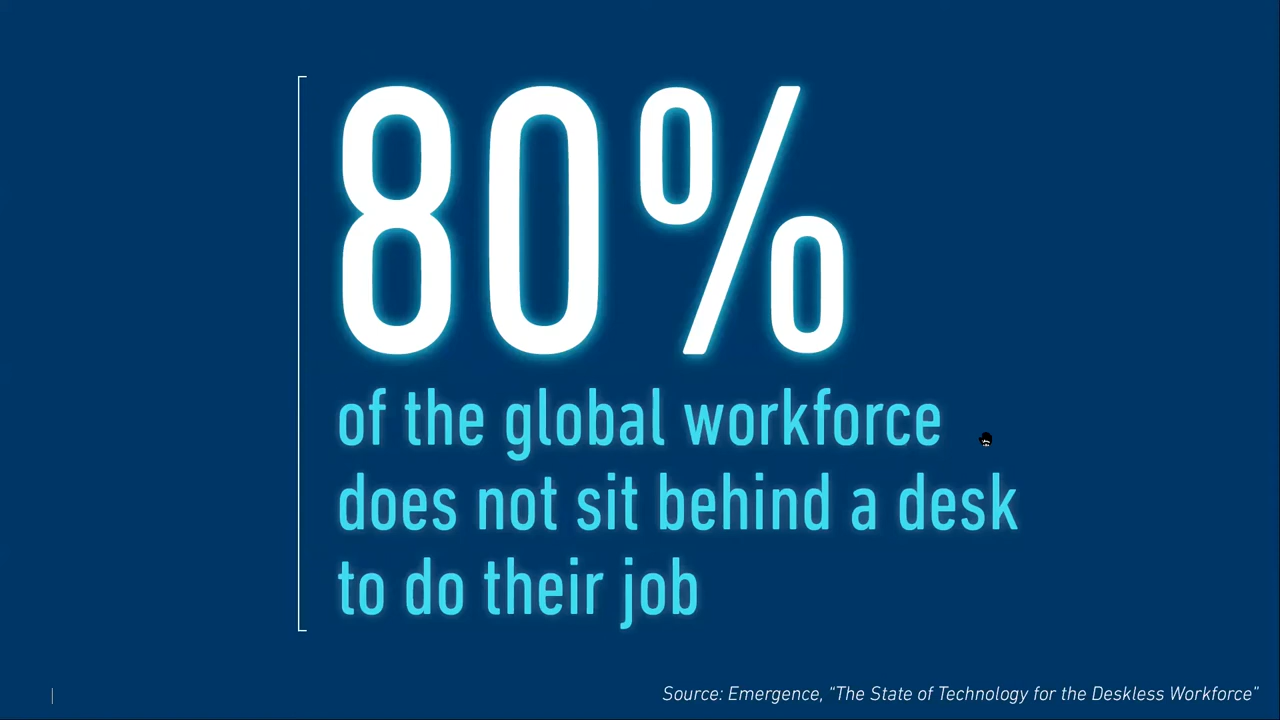 80%
of the global workforce
does not sit behind a desk
to do their job
Source: Emergence, “The State of Technology for the Deskless Workforce”